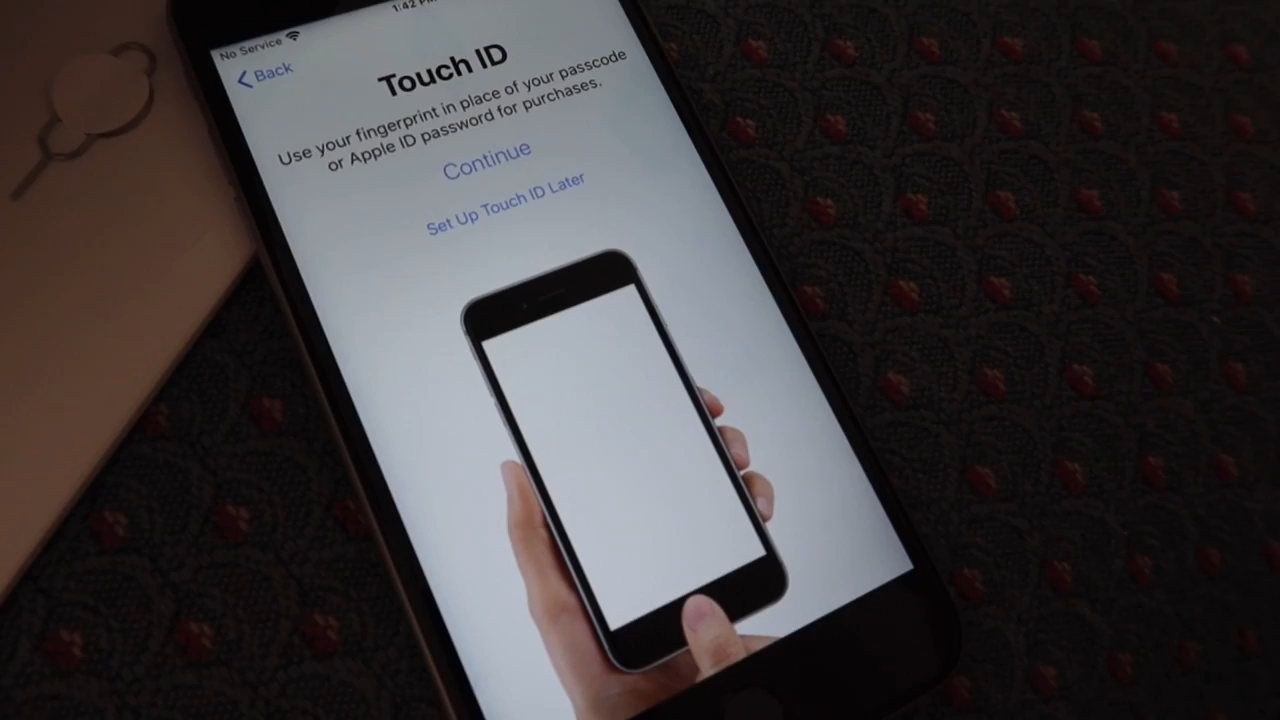 1:42 PM
No Service
Back
Touch ID
Use your fingerprint in place of your passcode
or Apple ID password for purchases.
Continue
Set Up Touch ID Later